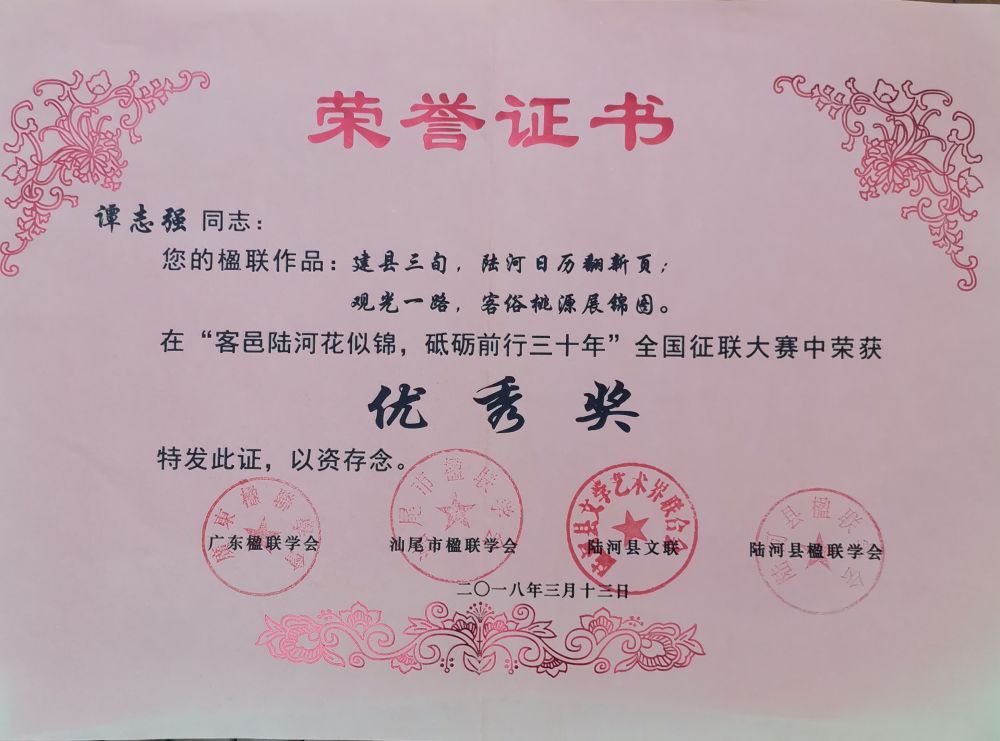 荣誉证书
谭志强 同志：
您的楹联作品：建县三旬，陆河日历翻新页；
观光一路，客俗桃源展锦图。
在“客邑陆河花似锦，砥砺前行三十年”全国征联大赛中荣获
优秀奖
特发此证，以资存念。
广东楹联学会 汕尾市楹联学会 陆河县文联 陆河县楹联学会
二〇一八年三月十三日